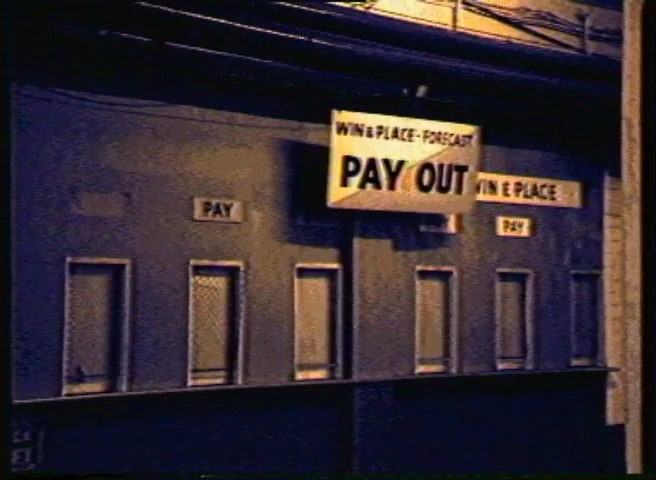 WIN & PLACE - FORECAST
PAY OUT
WIN & PLACE
PAY
PAY